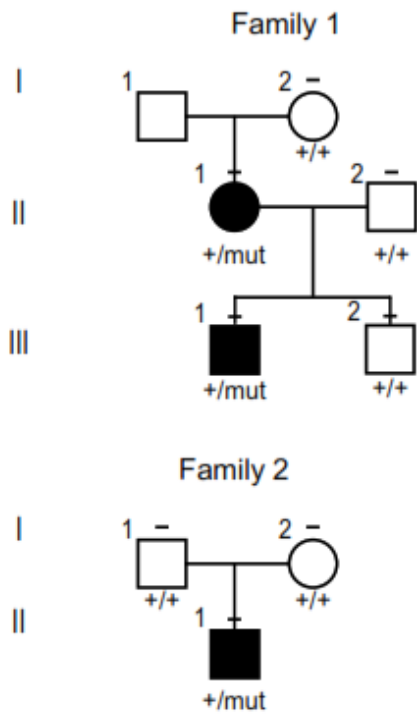 Family 1
I
1
2 –
+/+
II
1
2 –
+/mut
+/+
III
1
2
+/mut
+/+
Family 2
I
1 –
2 –
+/+
+/+
II
1
+/mut